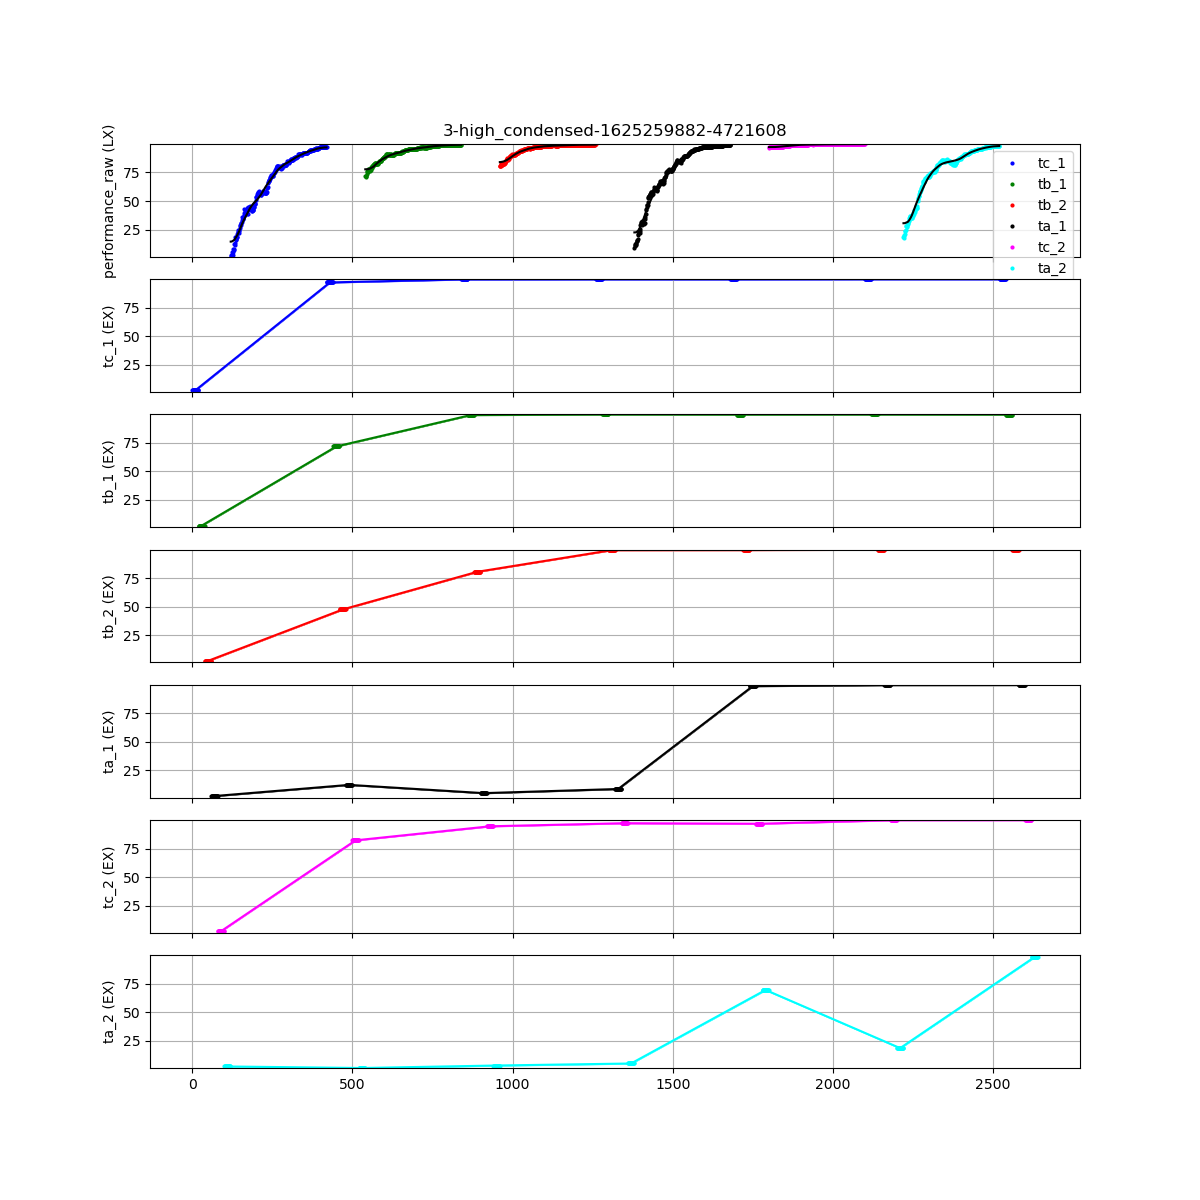 3-high_condensed-1625259882-4721608
performance_raw (LX)
75
50
25
tc_1
tb_1
tb_2
ta_1
tc_2
ta_2
tc_1 (EX)
75
50
25
tb_1 (EX)
75
50
25
tb_2 (EX)
75
50
25
ta_1 (EX)
75
50
25
tc_2 (EX)
75
50
25
ta_2 (EX)
75
50
25
0 500 1000 1500 2000 2500